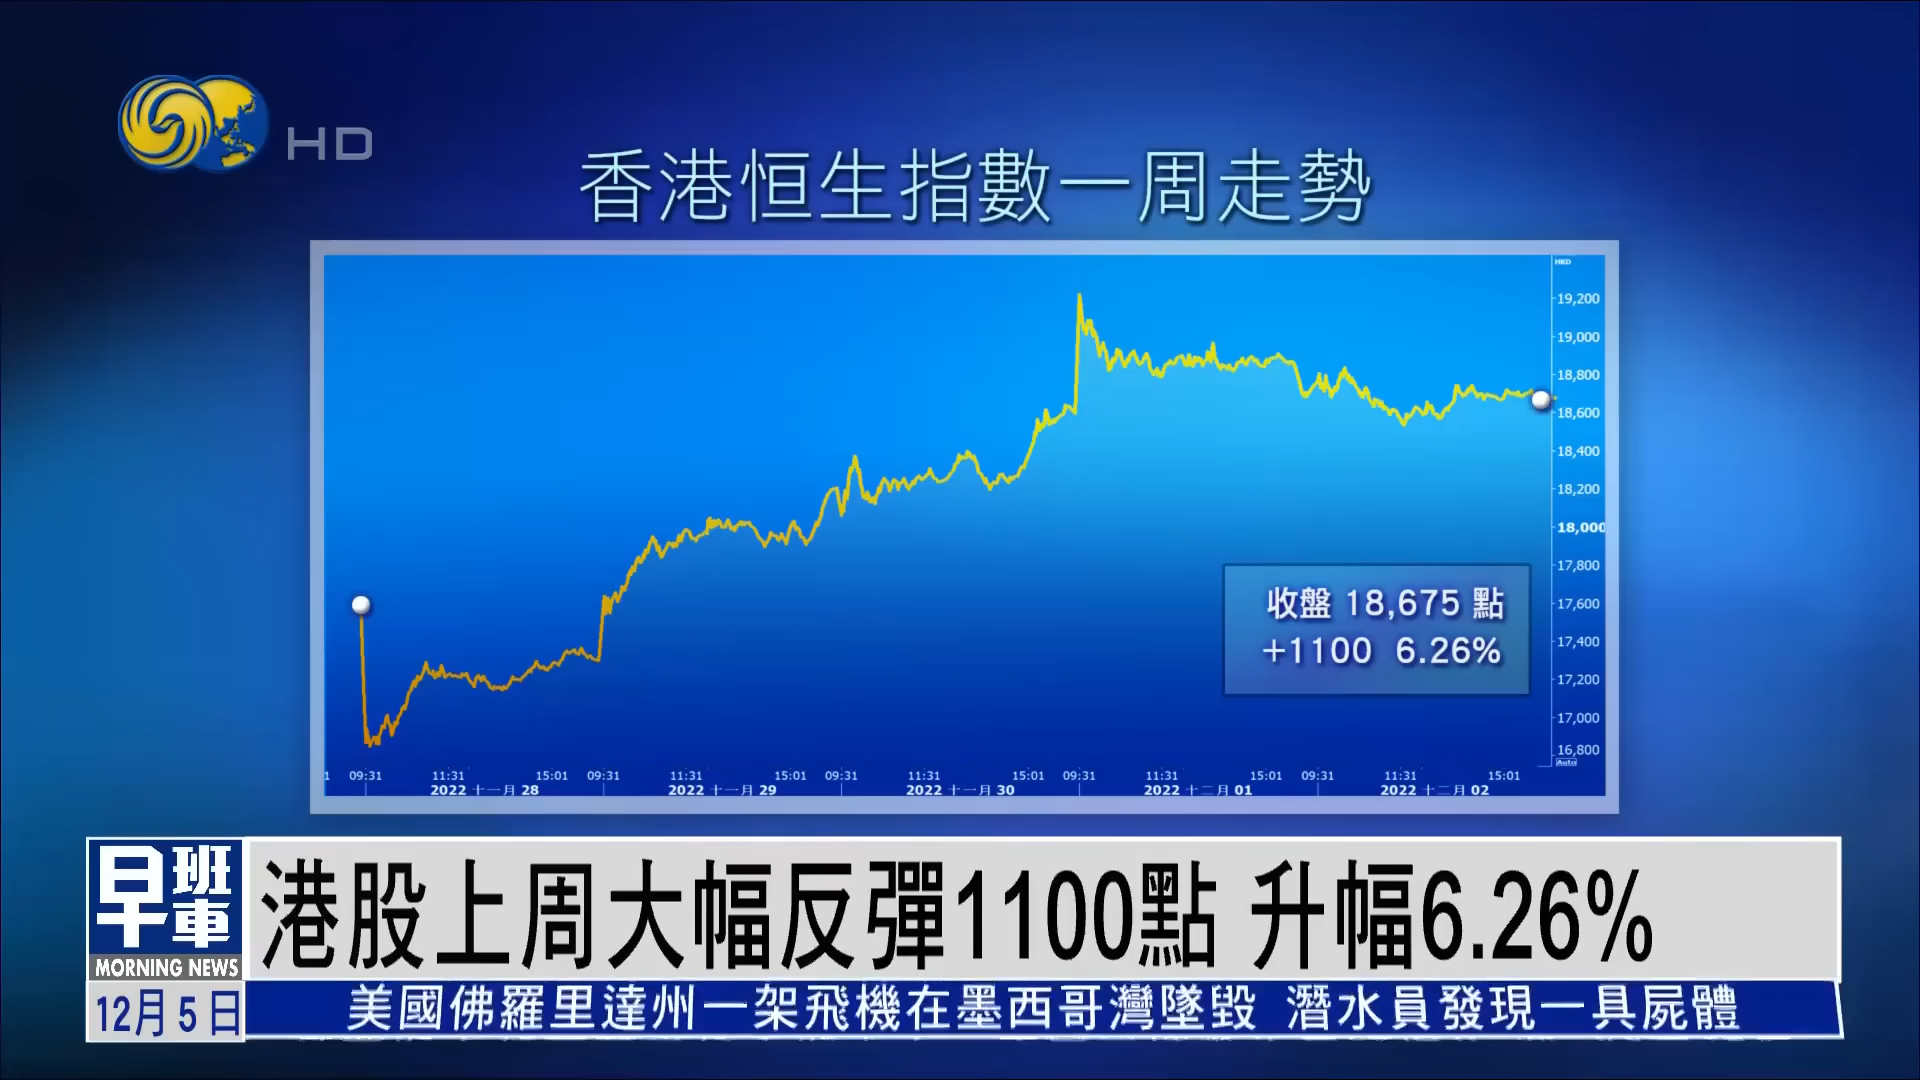 HD
香港恒生指數一周走勢
HKD
19,200
19,000
18,800
18,600
18,400
18,200
18,000
17,800
17,600
17,400
17,200
17,000
16,800
Auto
收盤 18,675 點
+1100 6.26%
1 09:31 11:31 15:01 09:31 11:31 15:01 09:31 11:31 15:01 09:31 11:31 15:01 09:31 11:31 15:01
2022 十一月 28 2022 十一月 29 2022 十一月 30 2022 十二月 01 2022 十二月 02
早班車
MORNING NEWS
港股上周大幅反彈1100點 升幅6.26%
12月5日
美國佛羅里達州一架飛機在墨西哥灣墜毀 潛水員發現一具屍體